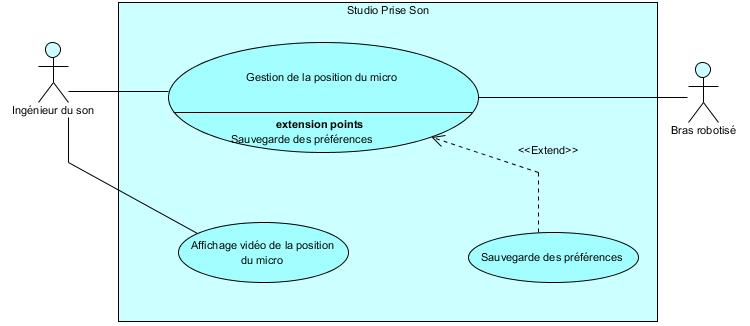 Studio Prise Son
Gestion de la position du micro
Ingénieur du son
extension points
Sauvegarde des préférences
Bras robotisé
<<Extend>>
Affichage vidéo de la position
du micro
Sauvegarde des préférences